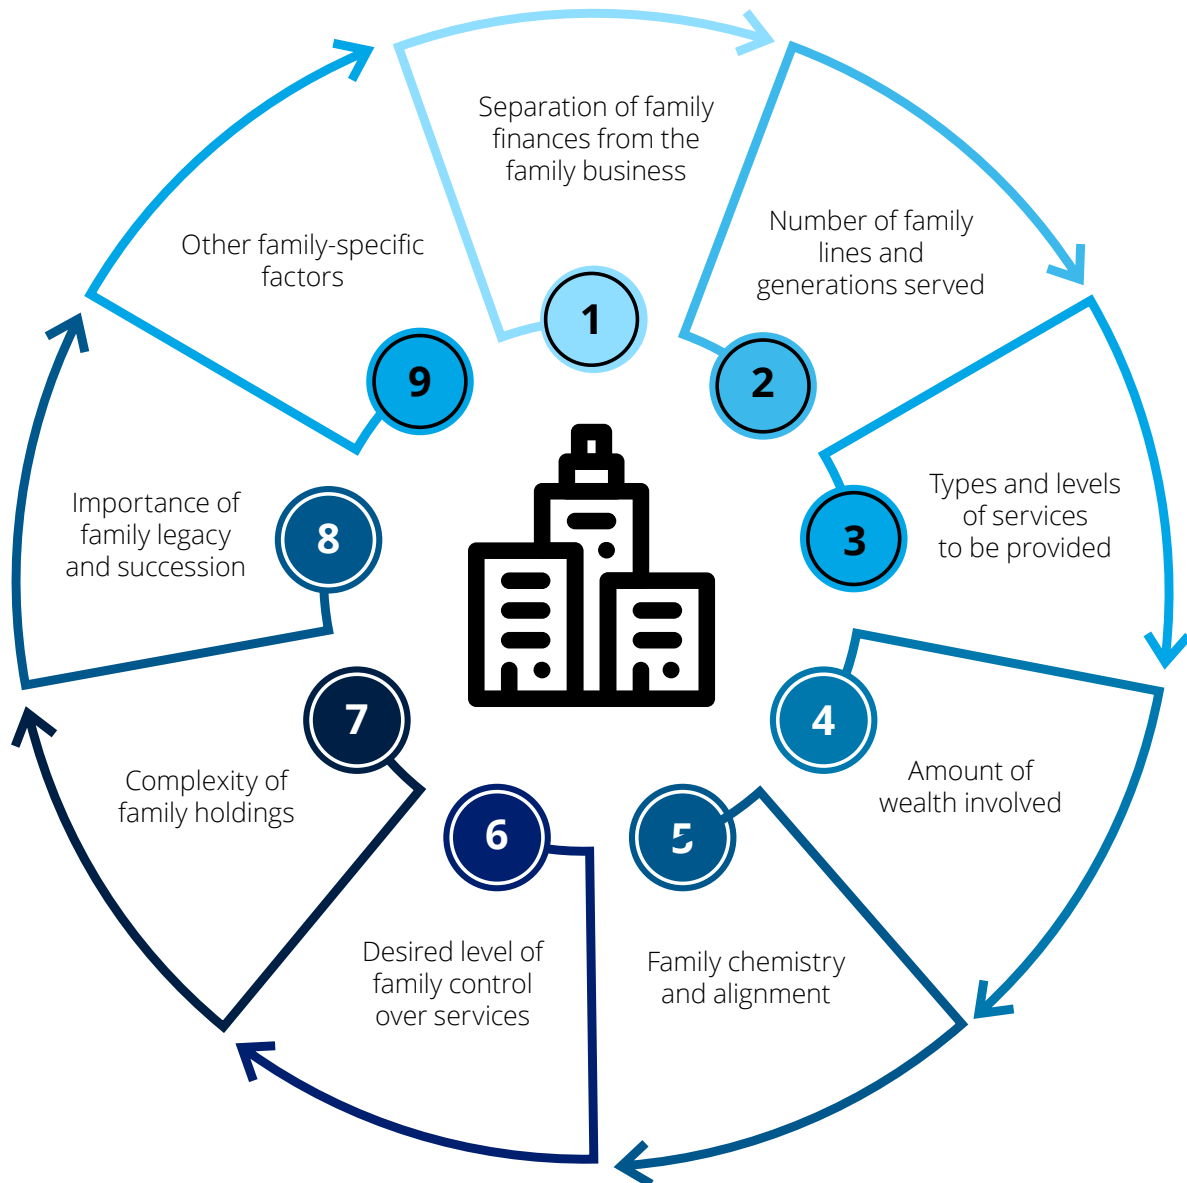 Separation of family
finances from the
family business
1
Number of family
lines and
generations served
2
Types and levels
of services
to be provided
3
Amount of
wealth involved
4
Family chemistry
and alignment
5
Desired level of
family control
over services
6
Complexity of
family holdings
7
Importance of
family legacy
and succession
8
Other family-specific
factors
9